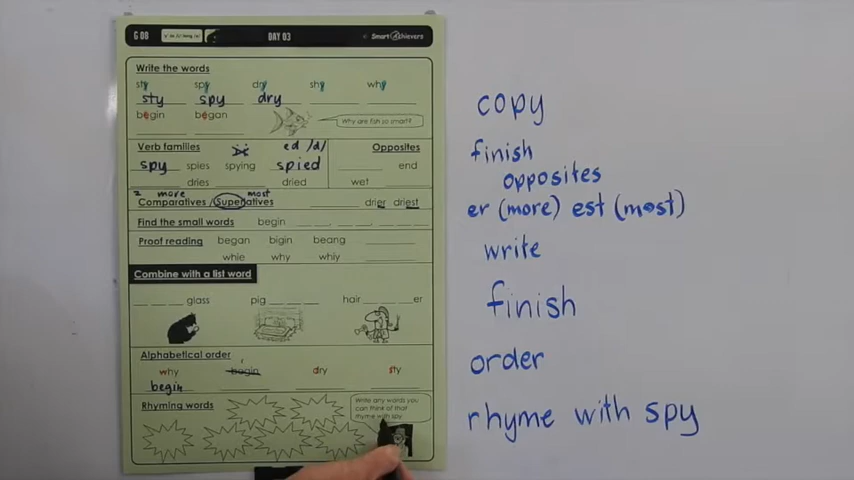 G 08
DAY 03
SmartAchievers
Write the words
sty spy dry shy why
sty spy dry
begin began
Why are fish so smart?
Verb families
ed /d/
Opposites
spy spies spying spied
end
dries dried
wet
2 more most
Comparatives / Superlatives drier driest
Find the small words begin
Proof reading began bigin beang
whie why whiy
Combine with a list word
glass pig hair er
Alphabetical order
why begin dry sty
begin
Rhyming words
Write any words you
can think of that
rhyme with spy
copy
finish
opposites
er (more) est (most)
write
finish
order
rhyme with spy